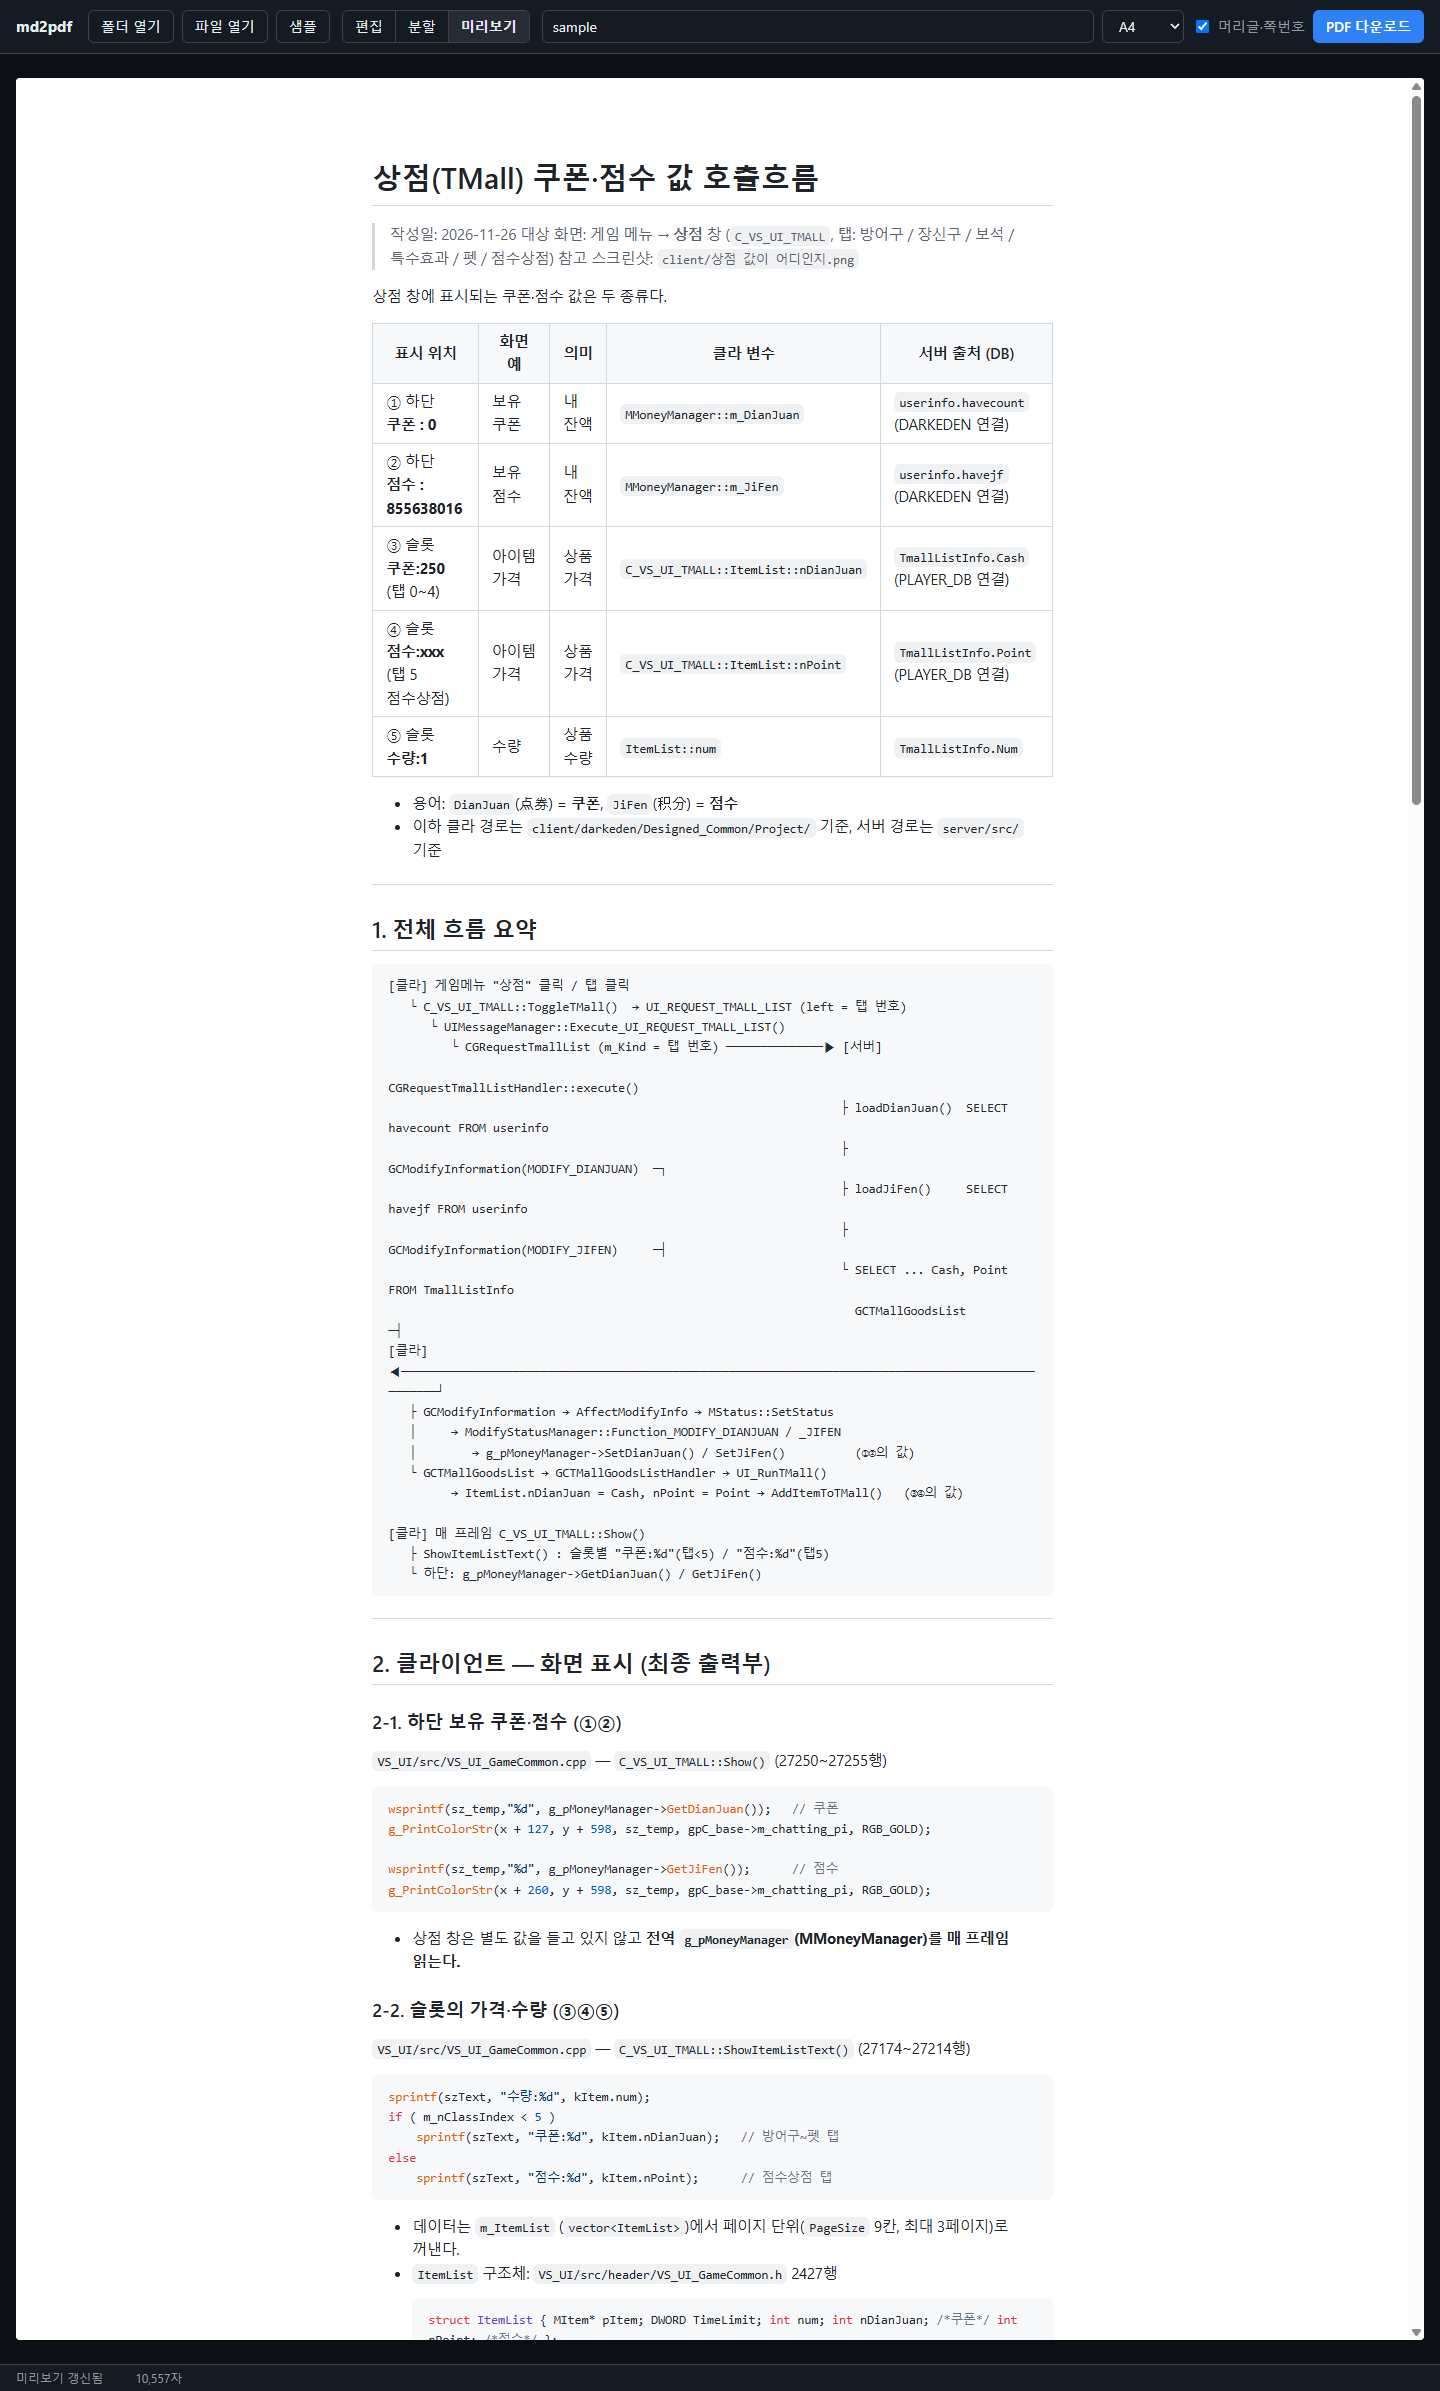 md2pdf 폴더 열기 파일 열기 샘플 편집 분할 미리보기 sample A4 머리글·쪽번호 PDF 다운로드
상점(TMall) 쿠폰·점수 값 호출흐름
작성일: 2026-11-26 대상 화면: 게임 메뉴 → 상점 창 ( C_VS_UI_TMALL , 탭: 방어구 / 장신구 / 보석 /
특수효과 / 펫 / 점수상점) 참고 스크린샷: client/상점 값이 어디인지.png
상점 창에 표시되는 쿠폰·점수 값은 두 종류다.
표시 위치 화면 예 의미 클라 변수 서버 출처 (DB)
① 하단 쿠폰 : 0 보유 쿠폰 내 잔액 MMoneyManager::m_DianJuan userinfo.havecount (DARKEDEN 연결)
② 하단 점수 : 855638016 보유 점수 내 잔액 MMoneyManager::m_JiFen userinfo.havejf (DARKEDEN 연결)
③ 슬롯 쿠폰:250 (탭 0~4) 아이템 가격 상품 가격 C_VS_UI_TMALL::ItemList::nDianJuan TmallListInfo.Cash (PLAYER_DB 연결)
④ 슬롯 점수:xxx (탭 5 점수상점) 아이템 가격 상품 가격 C_VS_UI_TMALL::ItemList::nPoint TmallListInfo.Point (PLAYER_DB 연결)
⑤ 슬롯 수량:1 수량 상품 수량 ItemList::num TmallListInfo.Num
• 용어: DianJuan (点券) = 쿠폰, JiFen (积分) = 점수
• 이하 클라 경로는 client/darkeden/Designed_Common/Project/ 기준, 서버 경로는 server/src/
기준
1. 전체 흐름 요약
[클라] 게임메뉴 "상점" 클릭 / 탭 클릭
└ C_VS_UI_TMALL::ToggleTMall() → UI_REQUEST_TMALL_LIST (left = 탭 번호)
└ UIMessageManager::Execute_UI_REQUEST_TMALL_LIST()
└ CGRequestTmallList (m_Kind = 탭 번호) ──────────────▶ [서버]
CGRequestTmallListHandler::execute()
├ loadDianJuan()  SELECT
havecount FROM userinfo
├
GCModifyInformation(MODIFY_DIANJUAN) ─┐
├ loadJiFen()     SELECT
havejf FROM userinfo
├
GCModifyInformation(MODIFY_JIFEN)     ─┤
└ SELECT ... Cash, Point
FROM TmallListInfo
GCTMallGoodsList
─┤
[클라]
◀───────────────────────────────────────────────────────────────────────────────────────────
───────┘
├ GCModifyInformation → AffectModifyInfo → MStatus::SetStatus
│     → ModifyStatusManager::Function_MODIFY_DIANJUAN / _JIFEN
│        → g_pMoneyManager->SetDianJuan() / SetJiFen()          (①②의 값)
└ GCTMallGoodsList → GCTMallGoodsListHandler → UI_RunTMall()
→ ItemList.nDianJuan = Cash, nPoint = Point → AddItemToTMall()   (③④의 값)
[클라] 매 프레임 C_VS_UI_TMALL::Show()
├ ShowItemListText() : 슬롯별 "쿠폰:%d"(탭<5) / "점수:%d"(탭5)
└ 하단: g_pMoneyManager->GetDianJuan() / GetJiFen()
2. 클라이언트 — 화면 표시 (최종 출력부)
2-1. 하단 보유 쿠폰·점수 (①②)
VS_UI/src/VS_UI_GameCommon.cpp — C_VS_UI_TMALL::Show() (27250~27255행)
wsprintf(sz_temp,"%d", g_pMoneyManager->GetDianJuan());   // 쿠폰
g_PrintColorStr(x + 127, y + 598, sz_temp, gpC_base->m_chatting_pi, RGB_GOLD);
wsprintf(sz_temp,"%d", g_pMoneyManager->GetJiFen());      // 점수
g_PrintColorStr(x + 260, y + 598, sz_temp, gpC_base->m_chatting_pi, RGB_GOLD);
• 상점 창은 별도 값을 들고 있지 않고 전역 g_pMoneyManager (MMoneyManager)를 매 프레임
읽는다.
2-2. 슬롯의 가격·수량 (③④⑤)
VS_UI/src/VS_UI_GameCommon.cpp — C_VS_UI_TMALL::ShowItemListText() (27174~27214행)
sprintf(szText, "수량:%d", kItem.num);
if ( m_nClassIndex < 5 )
sprintf(szText, "쿠폰:%d", kItem.nDianJuan);   // 방어구~펫 탭
else
sprintf(szText, "점수:%d", kItem.nPoint);      // 점수상점 탭
• 데이터는 m_ItemList ( vector<ItemList> )에서 페이지 단위( PageSize 9칸, 최대 3페이지)로
꺼낸다.
• ItemList 구조체: VS_UI/src/header/VS_UI_GameCommon.h 2427행
struct ItemList { MItem* pItem; DWORD TimeLimit; int num; int nDianJuan; /*쿠폰*/ int
nPoint; /*점수*/ };
미리보기 갱신됨 10,557자